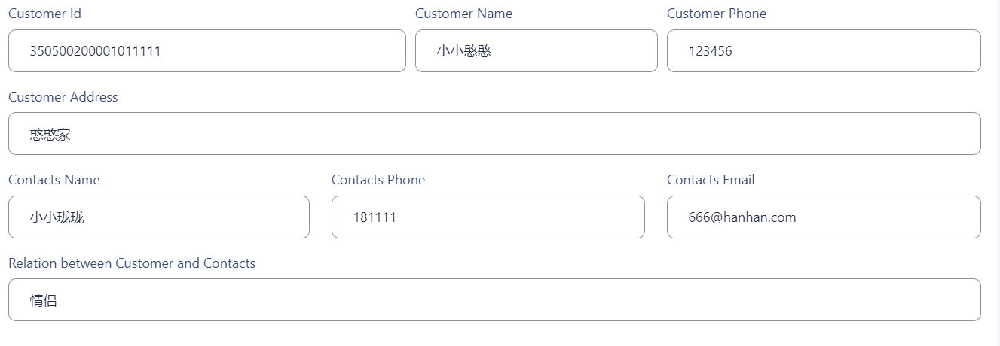 Customer Id Customer Name Customer Phone
350500200001011111 小小憨憨 123456
Customer Address
憨憨家
Contacts Name Contacts Phone Contacts Email
小小珑珑 181111 666@hanhan.com
Relation between Customer and Contacts
情侣